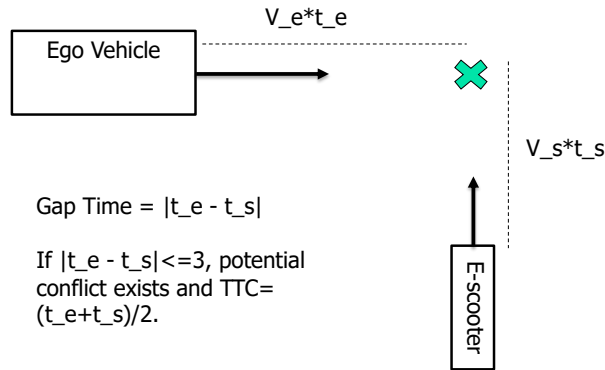 V_e*t_e
Ego Vehicle
V_s*t_s
Gap Time = |t_e - t_s|
If |t_e - t_s|<=3, potential
conflict exists and TTC=
(t_e+t_s)/2.
E-scooter